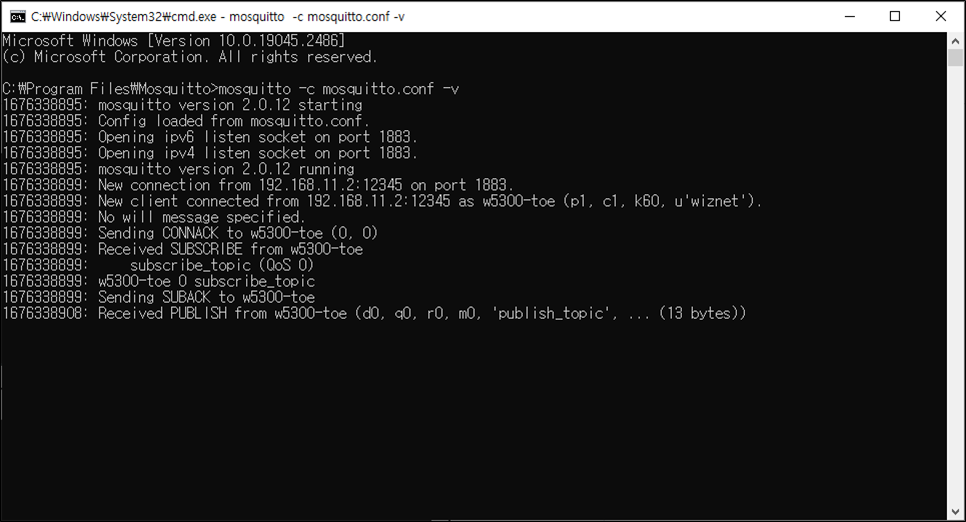 C:₩Windows₩System32₩cmd.exe - mosquitto  -c mosquitto.conf -v
Microsoft Windows [Version 10.0.19045.2486]
(c) Microsoft Corporation. All rights reserved.
C:₩Program Files₩Mosquitto>mosquitto -c mosquitto.conf -v
1676338895: mosquitto version 2.0.12 starting
1676338895: Config loaded from mosquitto.conf.
1676338895: Opening ipv6 listen socket on port 1883.
1676338895: Opening ipv4 listen socket on port 1883.
1676338895: mosquitto version 2.0.12 running
1676338899: New connection from 192.168.11.2:12345 on port 1883.
1676338899: New client connected from 192.168.11.2:12345 as w5300-toe (p1, c1, k60, u'wiznet').
1676338899: No will message specified.
1676338899: Sending CONNACK to w5300-toe (0, 0)
1676338899: Received SUBSCRIBE from w5300-toe
1676338899:     subscribe_topic (QoS 0)
1676338899: w5300-toe 0 subscribe_topic
1676338899: Sending SUBACK to w5300-toe
1676338908: Received PUBLISH from w5300-toe (d0, q0, r0, m0, 'publish_topic', ... (13 bytes))